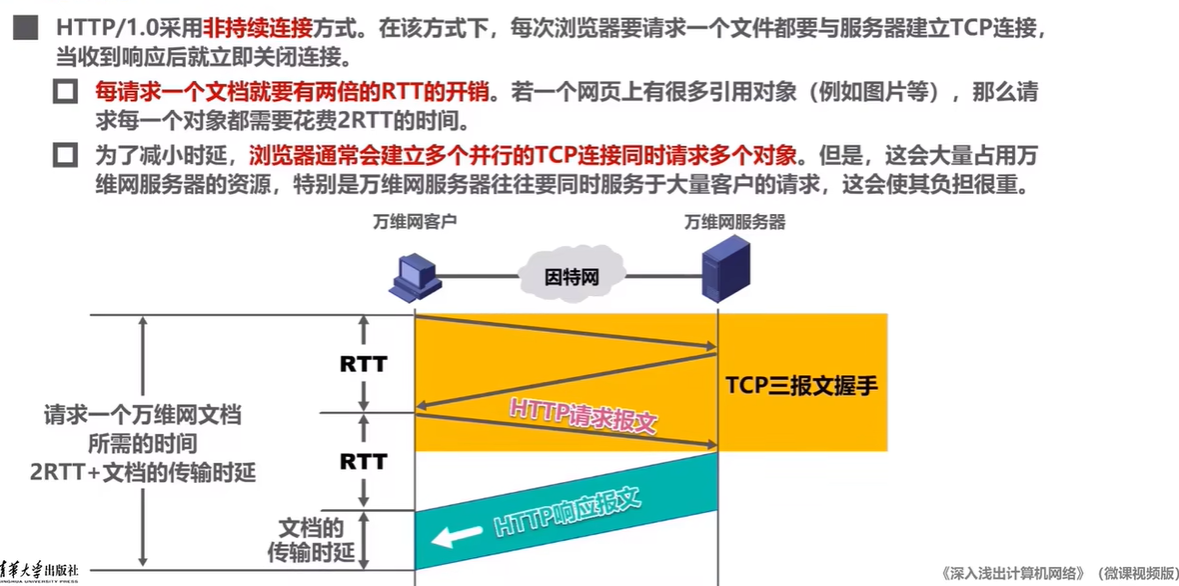 HTTP/1.0采用非持续连接方式。在该方式下，每次浏览器要请求一个文件都要与服务器建立TCP连接，
当收到响应后就立即关闭连接。
每请求一个文档就要有两倍的RTT的开销。若一个网页上有很多引用对象（例如图片等），那么请
求每一个对象都需要花费2RTT的时间。
为了减小时延，浏览器通常会建立多个并行的TCP连接同时请求多个对象。但是，这会大量占用万
维网服务器的资源，特别是万维网服务器往往要同时服务于大量客户的请求，这会使其负担很重。
万维网客户
万维网服务器
因特网
RTT
TCP三报文握手
HTTP请求报文
请求一个万维网文档
所需的时间
2RTT+文档的传输时延
RTT
HTTP响应报文
文档的
传输时延
清华大学出版社
TSINGHUA UNIVERSITY PRESS
《深入浅出计算机网络》（微课视频版）